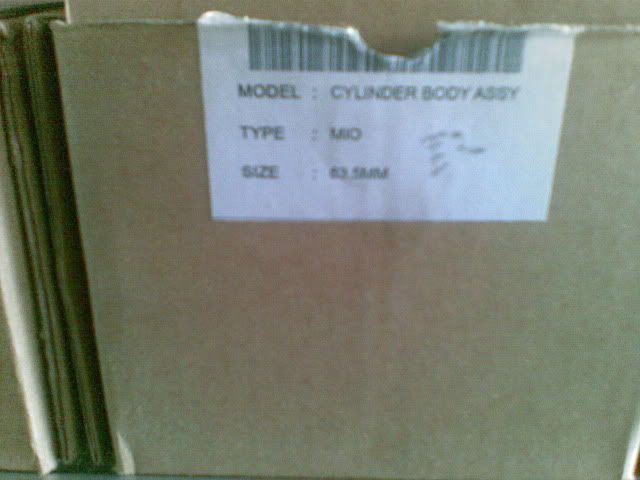 MODEL : CYLINDER BODY ASSY
TYPE : MIO
SIZE : 63.5MM